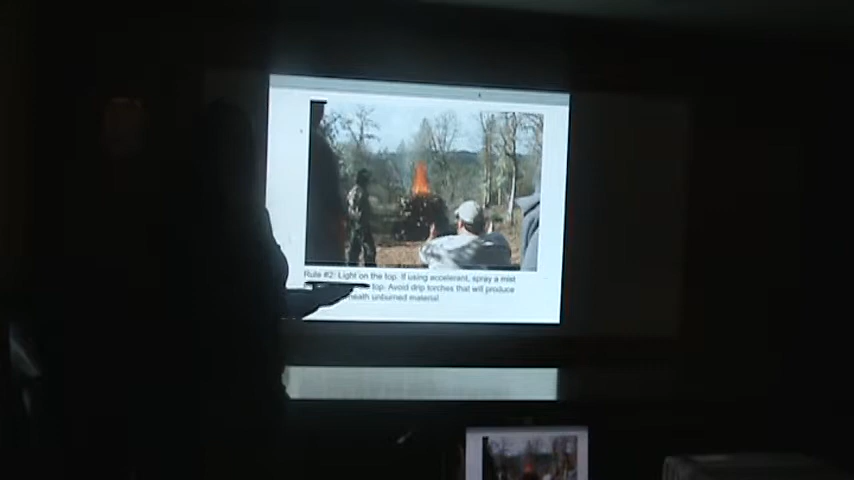 Rule #2: Light on the top. If using accelerant, spray a mist
top. Avoid drip torches that will produce
neath unburned material